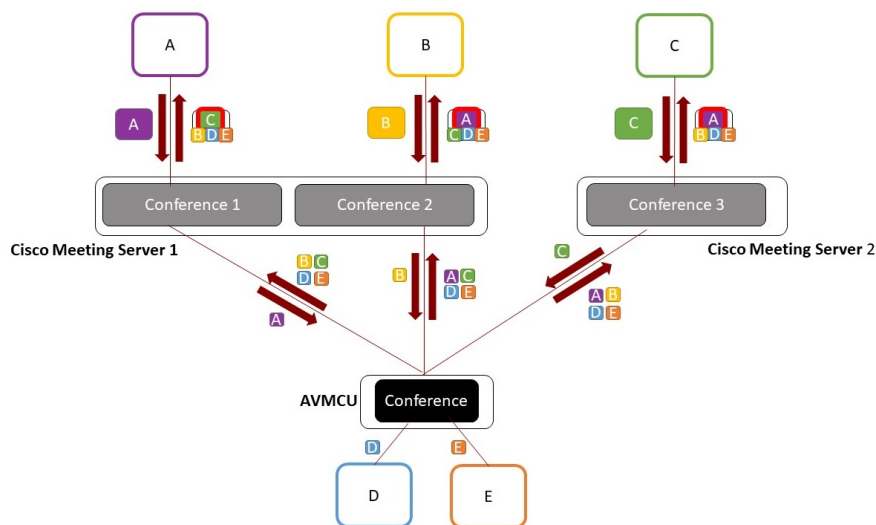 A
B
C
A
C
B D E
B
A
C D E
C
A
B D E
Conference 1
Conference 2
Conference 3
Cisco Meeting Server 1
Cisco Meeting Server 2
B C
D E
A
B
A C
D E
C
A B
D E
AVMCU
Conference
D
E
D
E